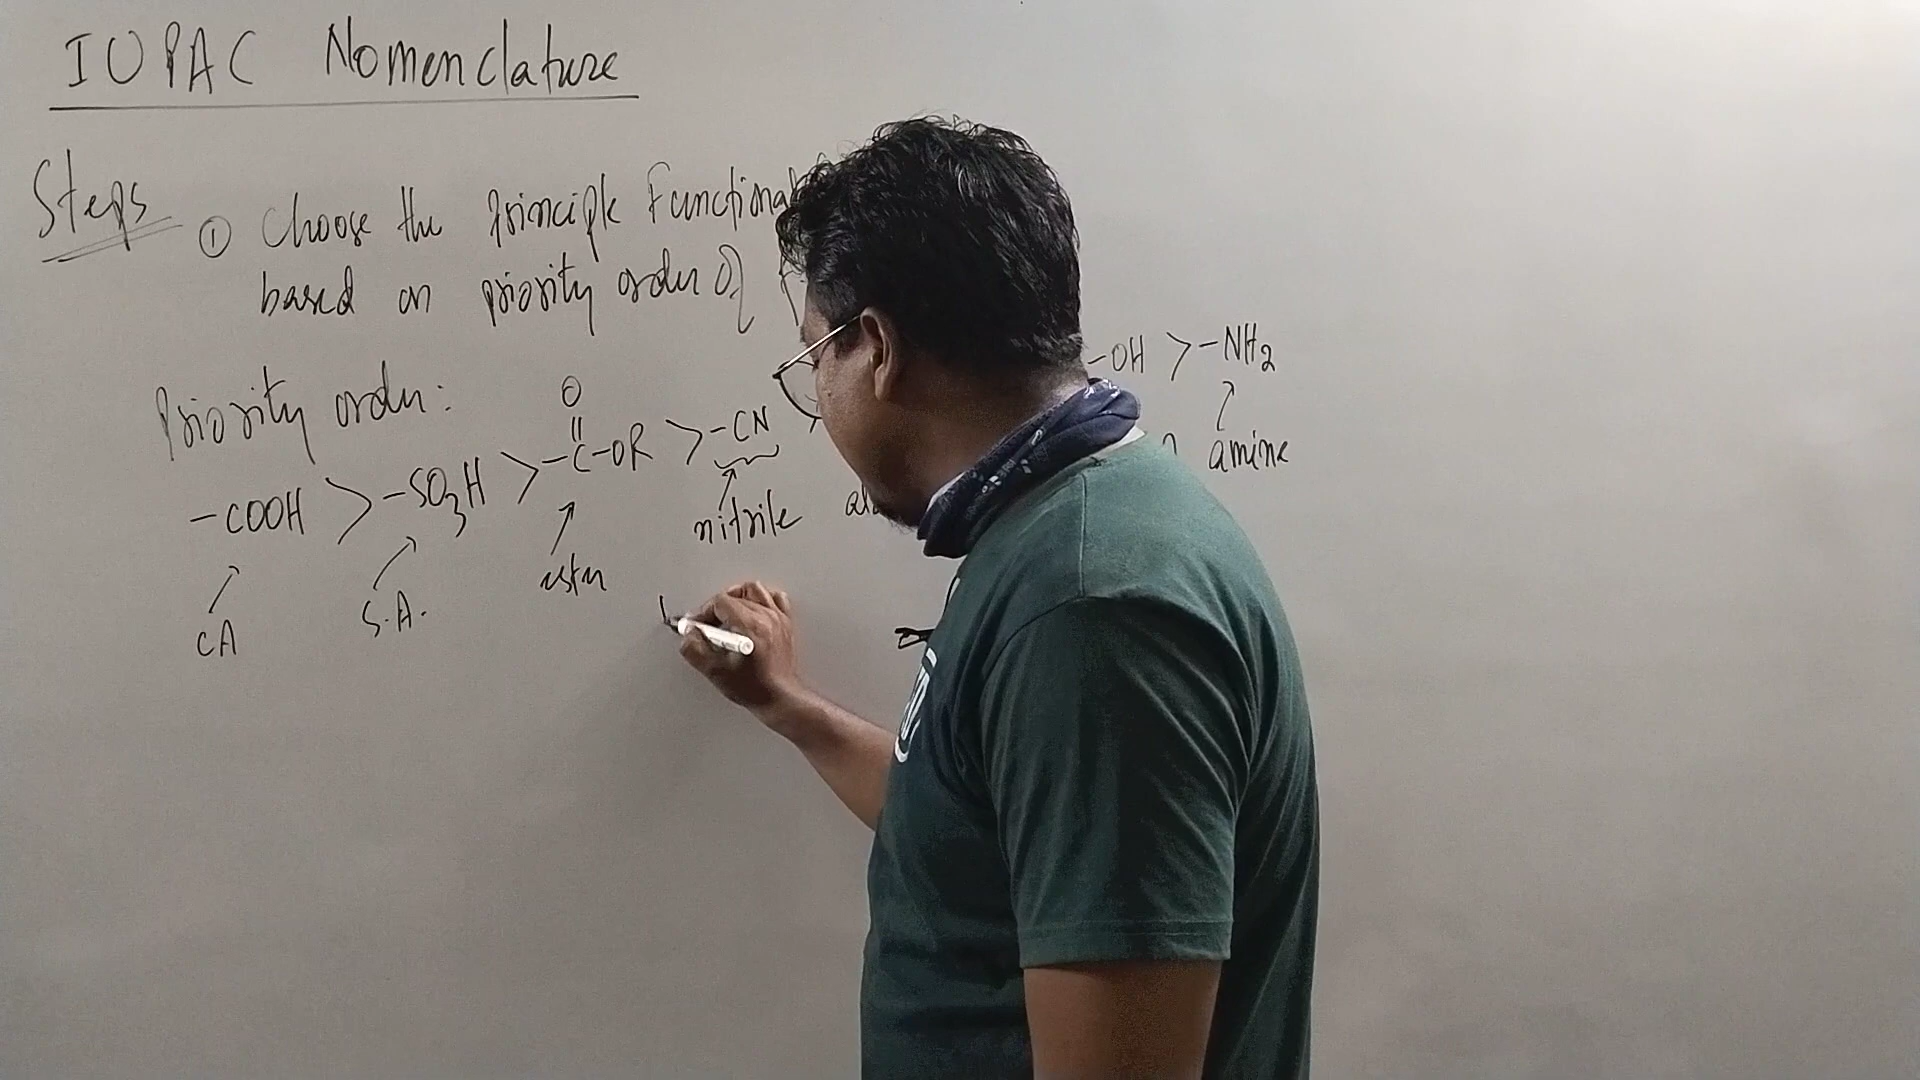 IUPAC Nomenclature
Steps ① Choose the Principle Functional
based on priority order of
Priority order:
-COOH > -SO3H > -C-OR > -CN -OH > -NH2
O
CA S.A. ester nitrile amine